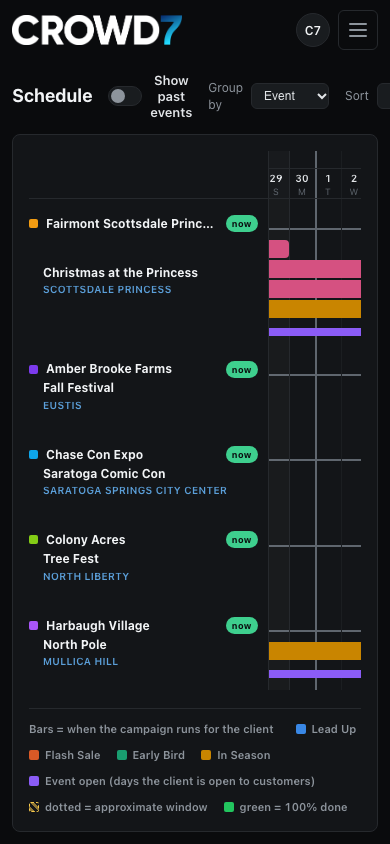 CROWD7
C7
Schedule
Show past events
Group by
Event
Sort
29 30 1 2
S M T W
Fairmont Scottsdale Princ... now
Christmas at the Princess
SCOTTSDALE PRINCESS
Amber Brooke Farms now
Fall Festival
EUSTIS
Chase Con Expo now
Saratoga Comic Con
SARATOGA SPRINGS CITY CENTER
Colony Acres now
Tree Fest
NORTH LIBERTY
Harbaugh Village now
North Pole
MULLICA HILL
Bars = when the campaign runs for the client Lead Up
Flash Sale Early Bird In Season
Event open (days the client is open to customers)
dotted = approximate window green = 100% done